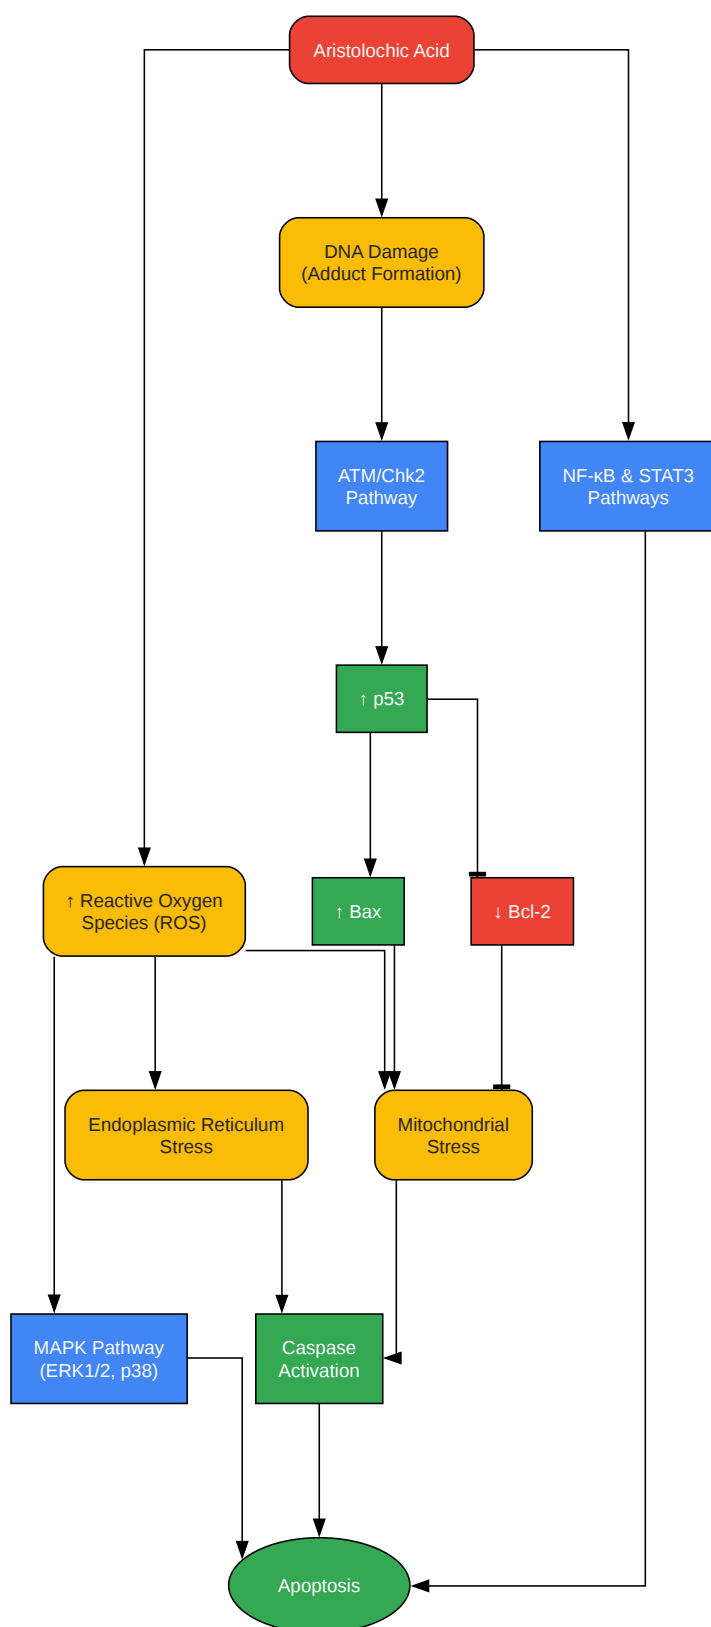 Aristolochic Acid
DNA Damage
(Adduct Formation)
ATM/Chk2
Pathway
NF-κB & STAT3
Pathways
↑ p53
↑ Reactive Oxygen
Species (ROS)
↑ Bax
↓ Bcl-2
Endoplasmic Reticulum
Stress
Mitochondrial
Stress
MAPK Pathway
(ERK1/2, p38)
Caspase
Activation
Apoptosis